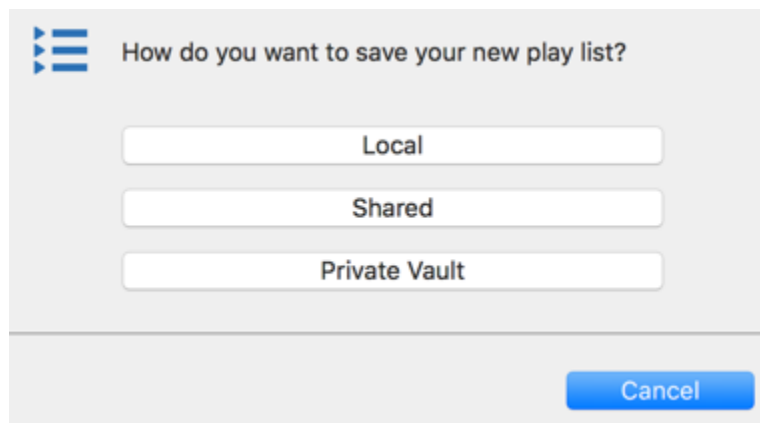 How do you want to save your new play list?
Local
Shared
Private Vault
Cancel